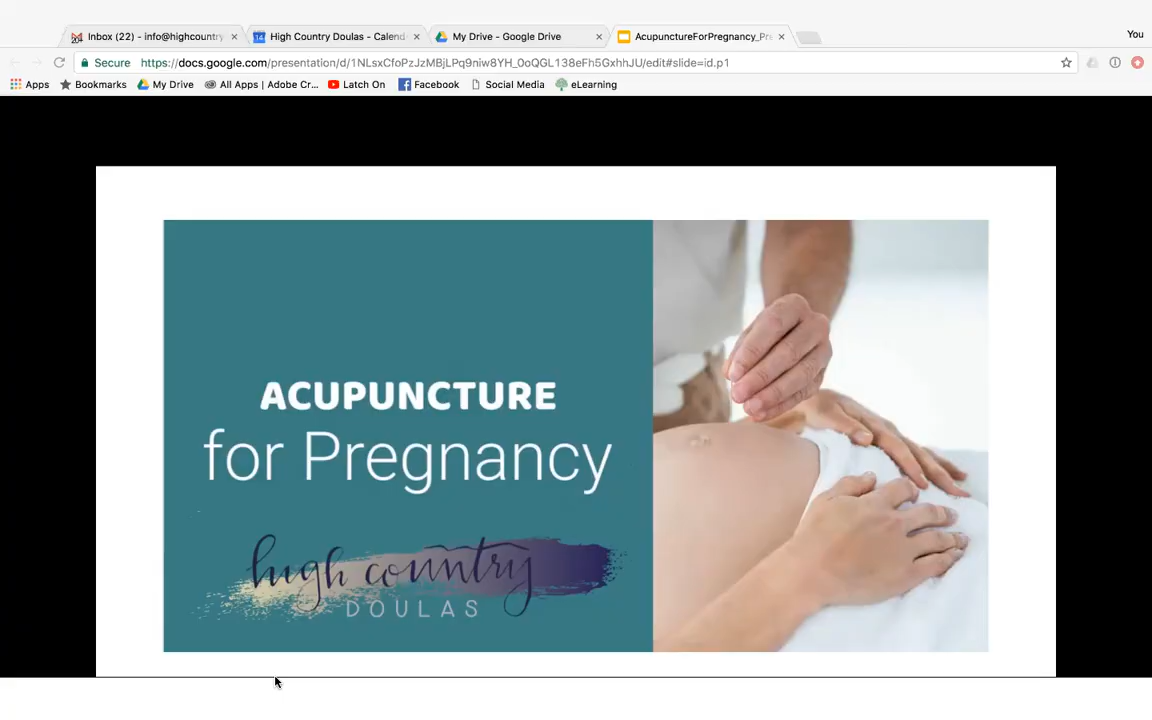 Inbox (22) - info@highcountry
High Country Doulas - Calend
My Drive - Google Drive
AcupunctureForPregnancy_Pr
You
Secure https://docs.google.com/presentation/d/1NLsxCfoPzJzMBjLPq9niw8YH_0oQGL138eFh5GxhhJU/edit#slide=id.p1
Apps Bookmarks My Drive All Apps | Adobe Cr... Latch On Facebook Social Media eLearning
ACUPUNCTURE
for Pregnancy
high country
DOULAS